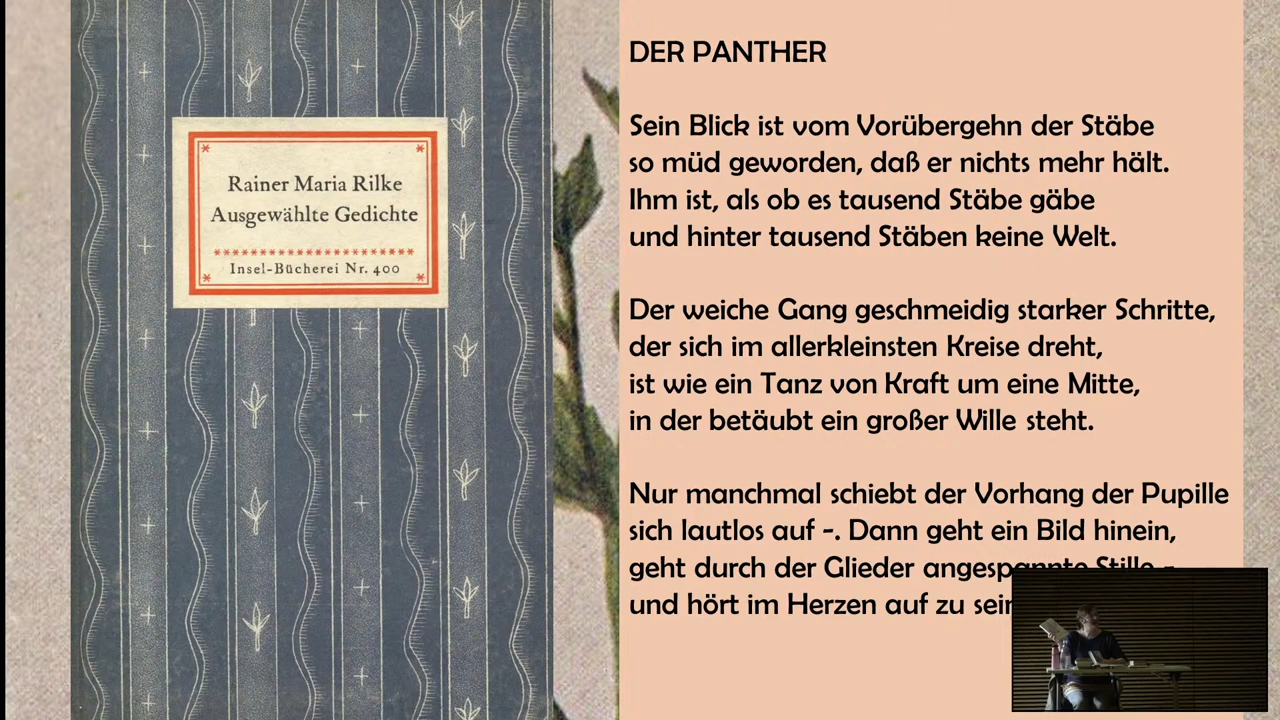 Rainer Maria Rilke
Ausgewählte Gedichte
Insel-Bücherei Nr. 400
DER PANTHER
Sein Blick ist vom Vorübergehn der Stäbe
so müd geworden, daß er nichts mehr hält.
Ihm ist, als ob es tausend Stäbe gäbe
und hinter tausend Stäben keine Welt.
Der weiche Gang geschmeidig starker Schritte,
der sich im allerkleinsten Kreise dreht,
ist wie ein Tanz von Kraft um eine Mitte,
in der betäubt ein großer Wille steht.
Nur manchmal schiebt der Vorhang der Pupille
sich lautlos auf -. Dann geht ein Bild hinein,
geht durch der Glieder angespannte Stille -
und hört im Herzen auf zu sein